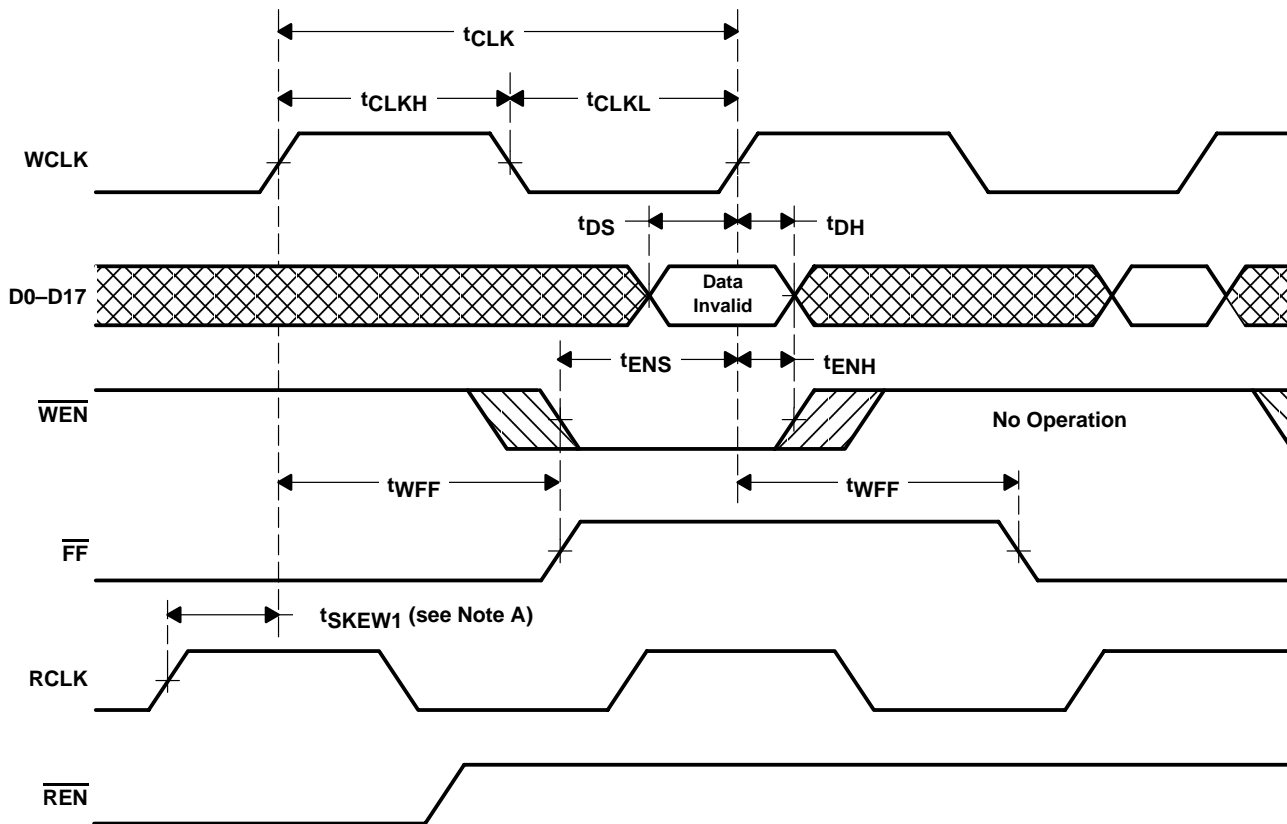 tCLK
tCLKH
tCLKL
WCLK
tDS
tDH
D0–D17
Data
Invalid
tENS
tENH
WEN
No Operation
tWFF
tWFF
FF
tSKEW1 (see Note A)
RCLK
REN